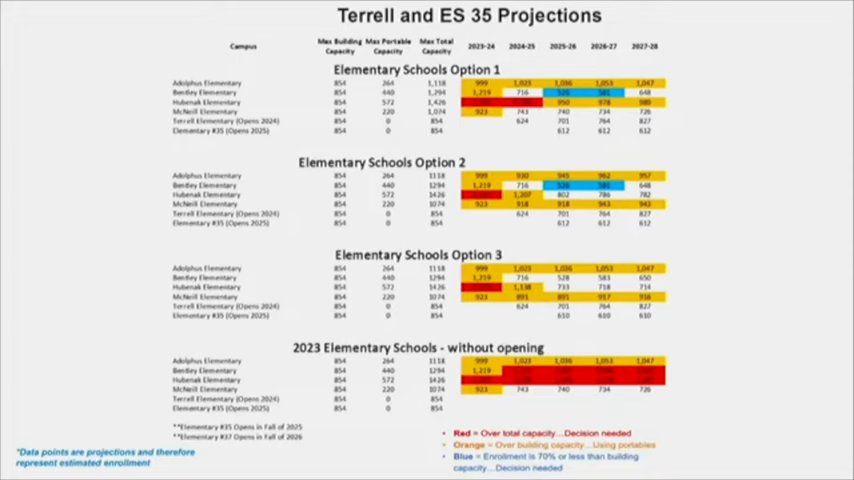 Terrell and ES 35 Projections
Campus Max Building Capacity Max Portable Capacity Max Total Capacity 2023-24 2024-25 2025-26 2026-27 2027-28
Elementary Schools Option 1
Adolphus Elementary 854 264 1,118 999 1,023 1,036 1,053 1,047
Bentley Elementary 854 440 1,294 1,219 716 526 581 648
Hubenak Elementary 854 572 1,426 950 978 989
McNeill Elementary 854 220 1,074 923 743 740 734 726
Terrell Elementary (Opens 2024) 854 0 854 624 701 764 827
Elementary #35 (Opens 2025) 854 0 854 612 612 612
Elementary Schools Option 2
Adolphus Elementary 854 264 1118 999 930 945 962 957
Bentley Elementary 854 440 1294 1,219 716 526 581 648
Hubenak Elementary 854 572 1426 1,207 802 786 782
McNeill Elementary 854 220 1074 923 918 918 943 943
Terrell Elementary (Opens 2024) 854 0 854 624 701 764 827
Elementary #35 (Opens 2025) 854 0 854 612 612 612
Elementary Schools Option 3
Adolphus Elementary 854 264 1118 999 1,023 1,036 1,053 1,047
Bentley Elementary 854 440 1294 1,219 716 528 583 650
Hubenak Elementary 854 572 1426 1,138 733 718 714
McNeill Elementary 854 220 1074 923 891 891 917 916
Terrell Elementary (Opens 2024) 854 0 854 624 701 764 827
Elementary #35 (Opens 2025) 854 0 854 610 610 610
2023 Elementary Schools - without opening
Adolphus Elementary 854 264 1118 999 1,023 1,036 1,053 1,047
Bentley Elementary 854 440 1294 1,219
Hubenak Elementary 854 572 1426
McNeill Elementary 854 220 1074 923 743 740 734 726
Terrell Elementary (Opens 2024) 854 0 854
Elementary #35 (Opens 2025) 854 0 854
**Elementary #35 Opens in Fall of 2025
**Elementary #37 Opens in Fall of 2026
*Data points are projections and therefore
represent estimated enrollment
• Red = Over total capacity...Decision needed
• Orange = Over building capacity...Using portables
• Blue = Enrollment is 70% or less than building
capacity...Decision needed